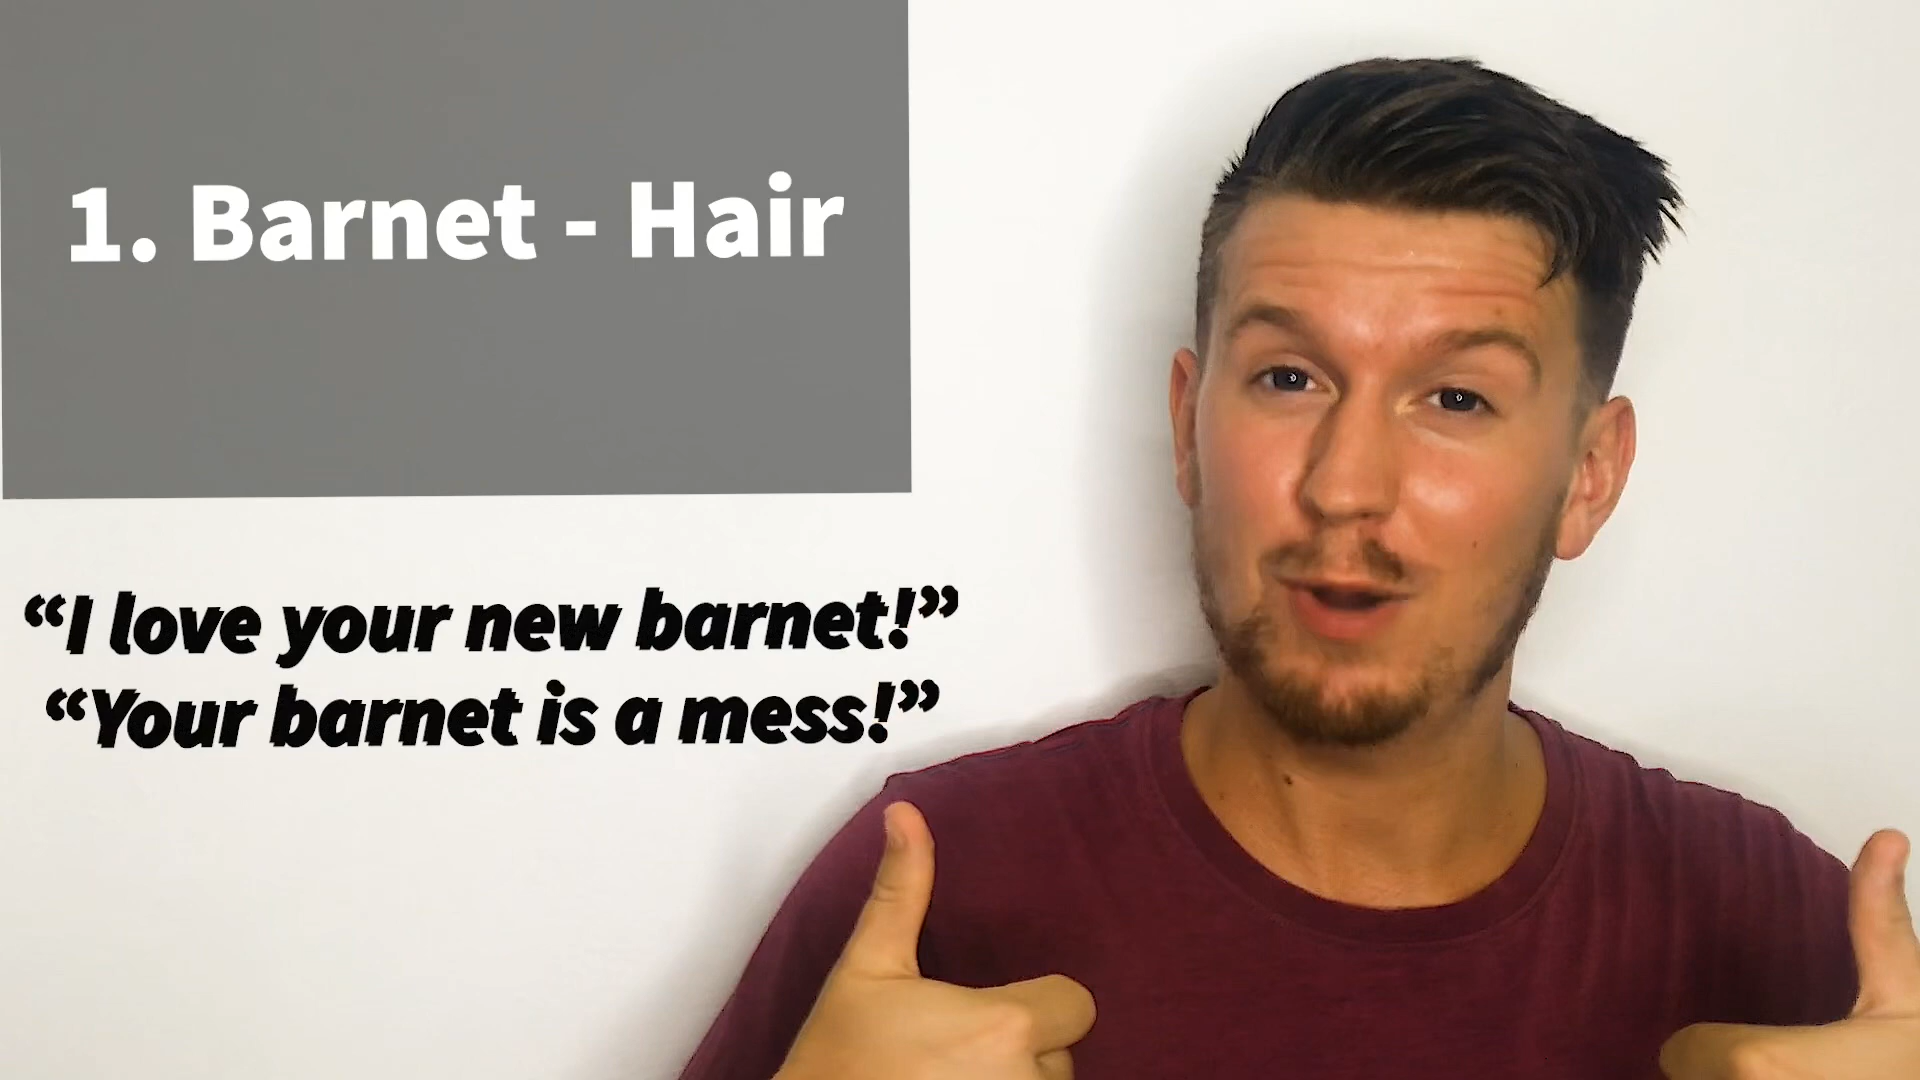 1. Barnet - Hair
“I love your new barnet!”
“Your barnet is a mess!”